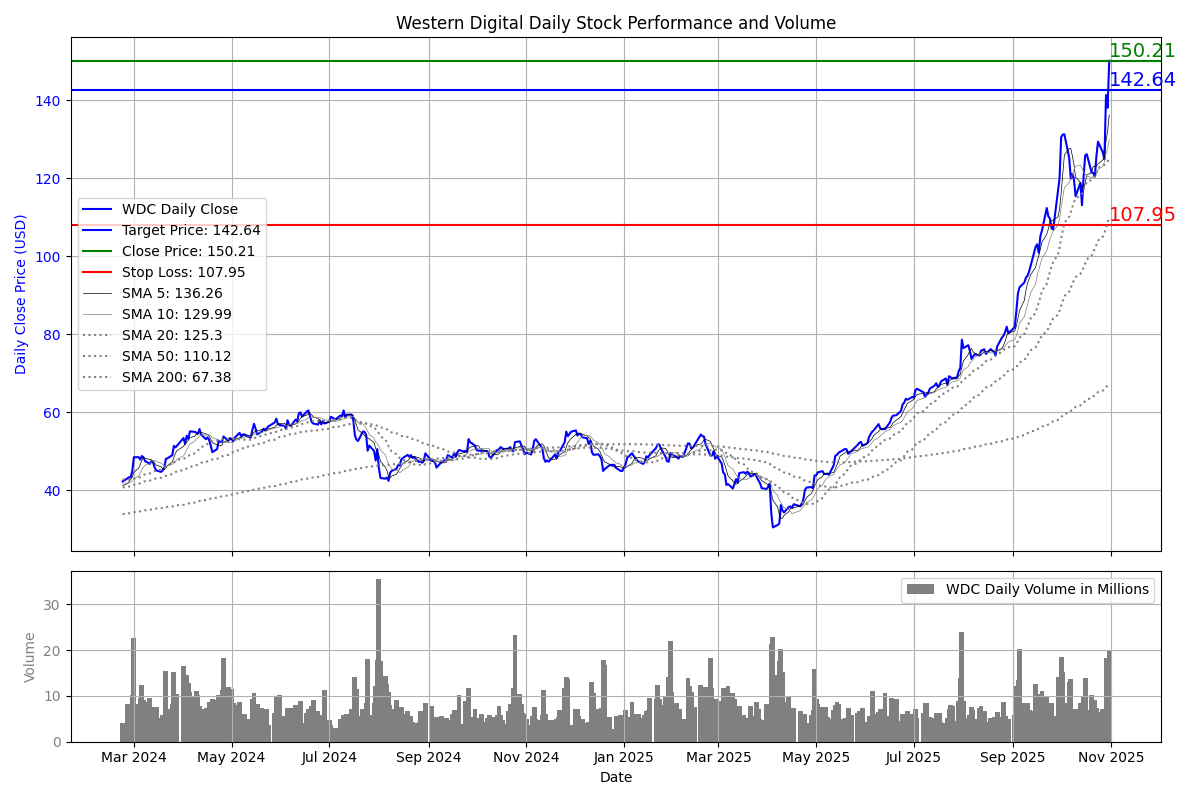 Western Digital Daily Stock Performance and Volume
150.21
142.64
107.95
140
120
100
80
60
40
Daily Close Price (USD)
WDC Daily Close
Target Price: 142.64
Close Price: 150.21
Stop Loss: 107.95
SMA 5: 136.26
SMA 10: 129.99
SMA 20: 125.3
SMA 50: 110.12
SMA 200: 67.38
WDC Daily Volume in Millions
30
20
10
0
Volume
Mar 2024
May 2024
Jul 2024
Sep 2024
Nov 2024
Jan 2025
Mar 2025
May 2025
Jul 2025
Sep 2025
Nov 2025
Date